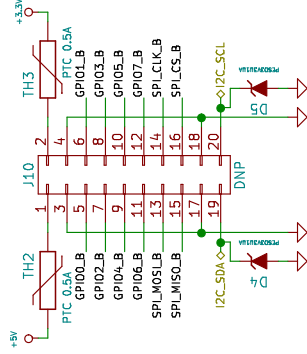 +3.3V
TH3
PTC 0.5A
GPIO1_B
GPIO3_B
GPIO5_B
GPIO7_B
SPI_CLK_B
SPI_CS_B
I2C_SCL
PESD3V3U1UA
D5
2
4
6
8
10
12
14
16
18
20
J10
DNP
1
3
5
7
9
11
13
15
17
19
TH2
PTC 0.5A
GPIO0_B
GPIO2_B
GPIO4_B
GPIO6_B
SPI_MOSI_B
SPI_MISO_B
I2C_SDA
PESD3V3U1UA
D4
+5V